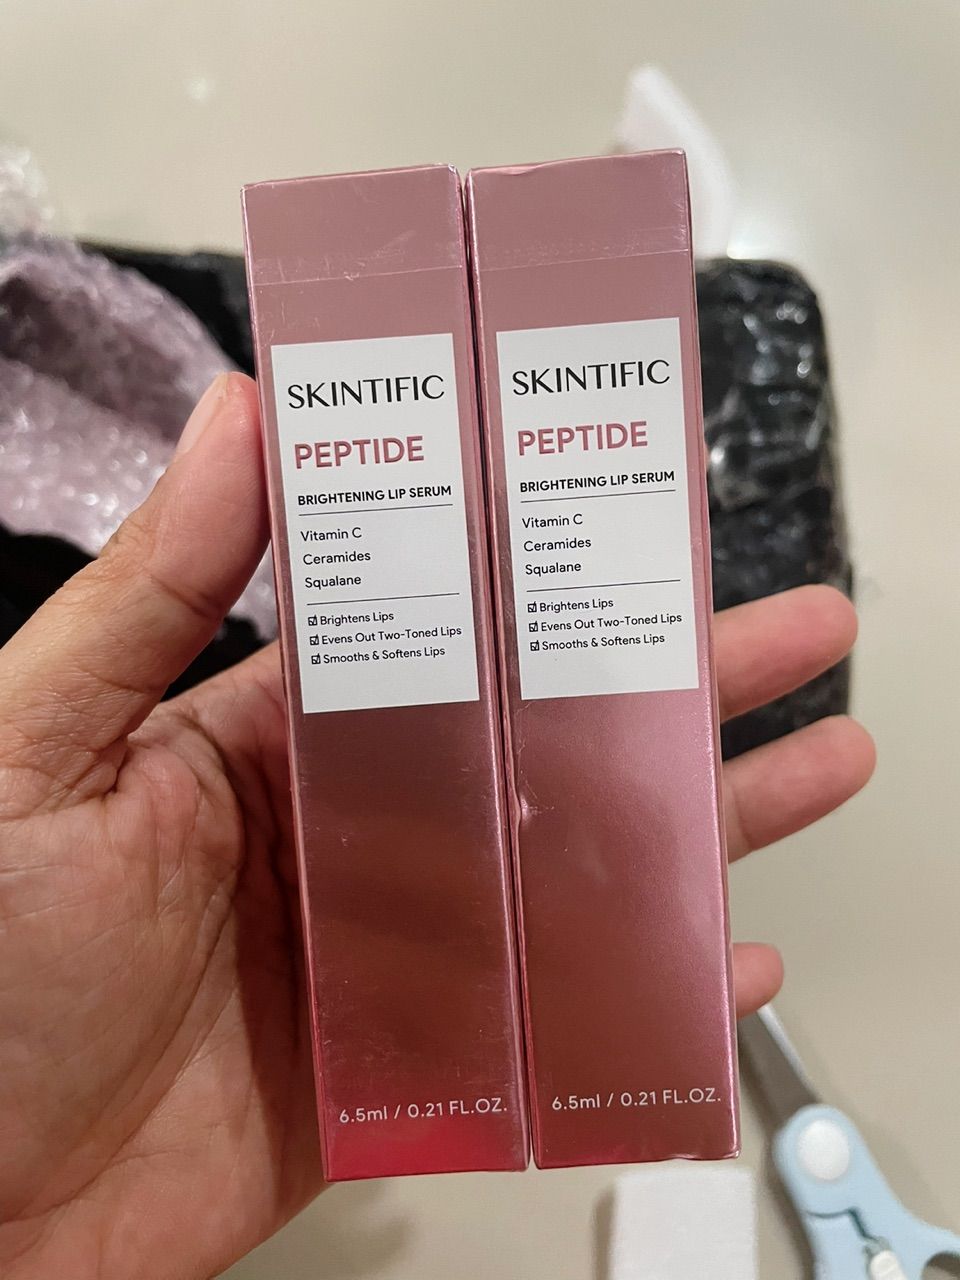 SKINTIFIC
PEPTIDE
BRIGHTENING LIP SERUM
Vitamin C
Ceramides
Squalane
☑ Brightens Lips
☑ Evens Out Two-Toned Lips
☑ Smooths & Softens Lips
6.5ml / 0.21 FL.OZ.
SKINTIFIC
PEPTIDE
BRIGHTENING LIP SERUM
Vitamin C
Ceramides
Squalane
☑ Brightens Lips
☑ Evens Out Two-Toned Lips
☑ Smooths & Softens Lips
6.5ml / 0.21 FL.OZ.